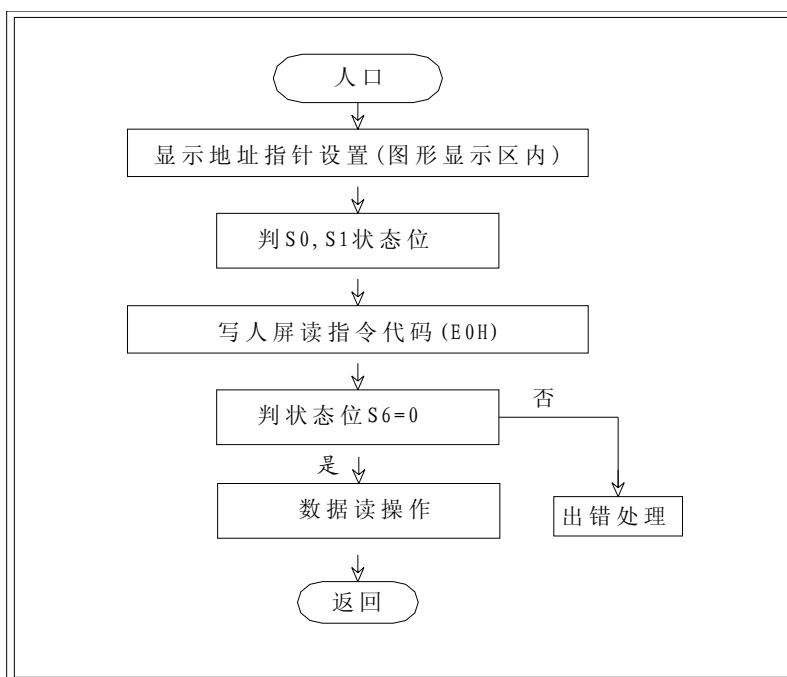 人口
显示地址指针设置(图形显示区内)
判S0,S1状态位
写人屏读指令代码(E0H)
判状态位S6=0
否
是
数据读操作
出错处理
返回